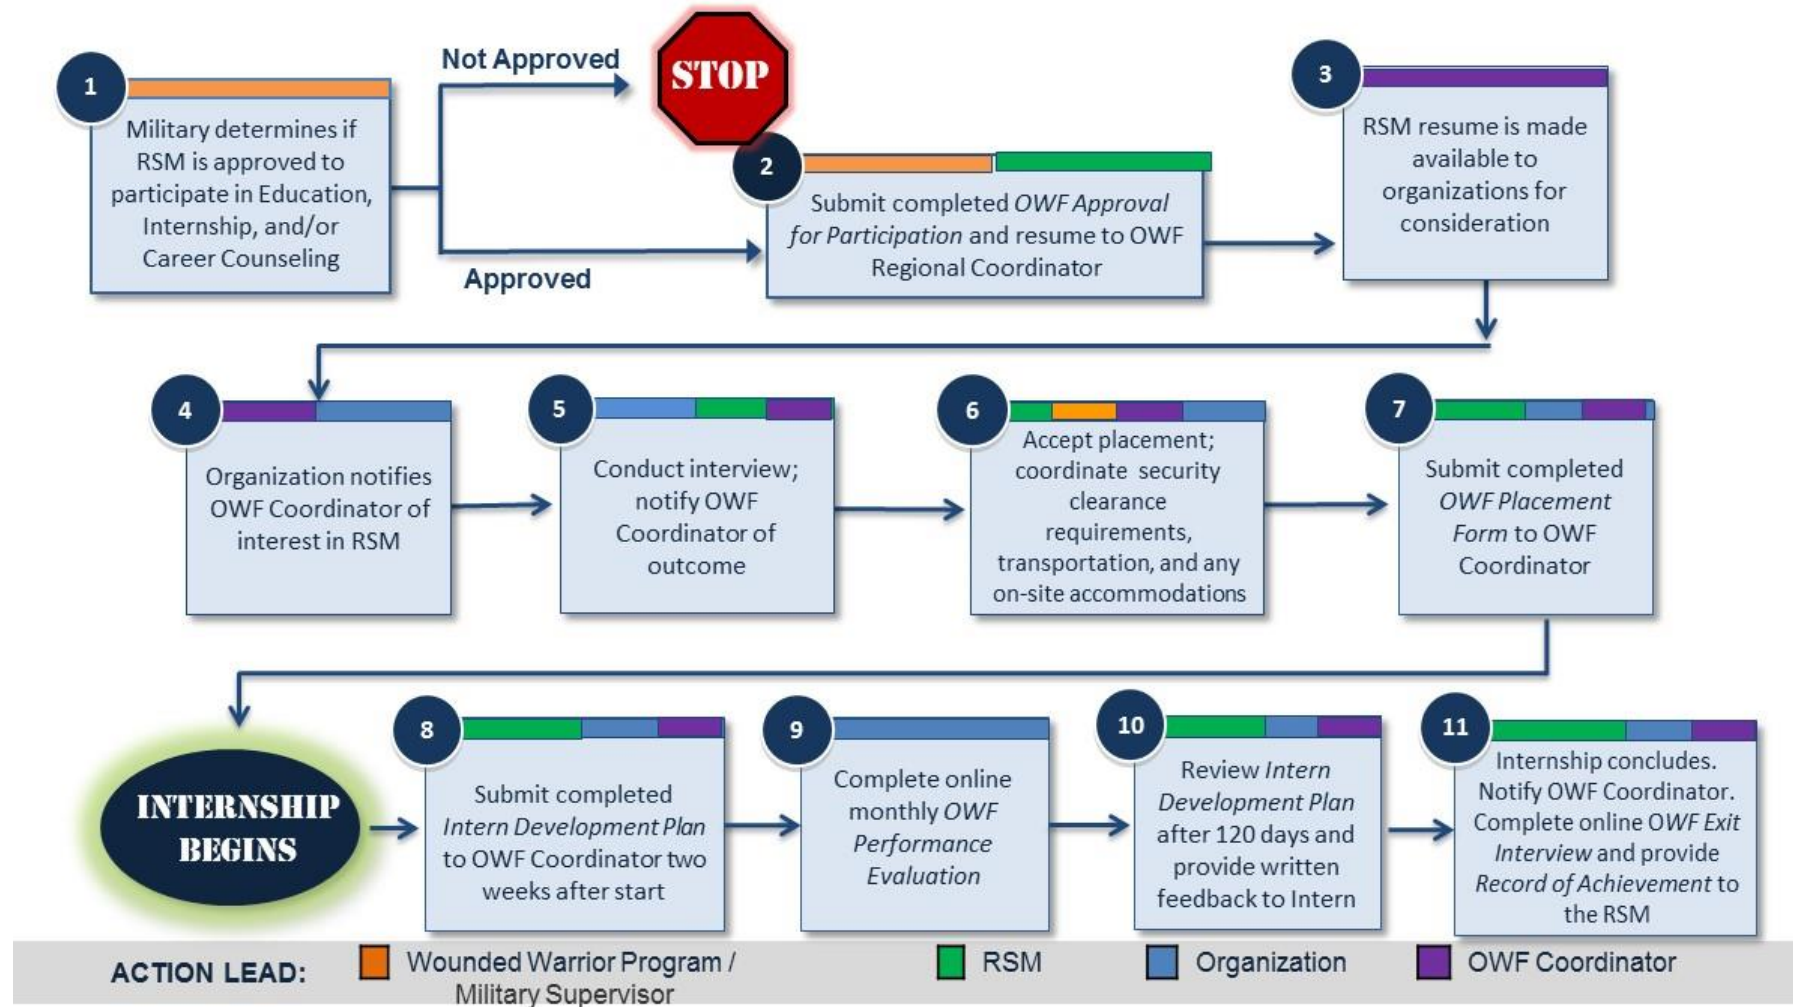 1
Military determines if
RSM is approved to
participate in Education,
Internship, and/or
Career Counseling
Not Approved
STOP
Approved
2
Submit completed OWF Approval
for Participation and resume to OWF
Regional Coordinator
3
RSM resume is made
available to
organizations for
consideration
4
Organization notifies
OWF Coordinator of
interest in RSM
5
Conduct interview;
notify OWF
Coordinator of
outcome
6
Accept placement;
coordinate security
clearance
requirements,
transportation, and any
on-site accommodations
7
Submit completed
OWF Placement
Form to OWF
Coordinator
INTERNSHIP
BEGINS
8
Submit completed
Intern Development Plan
to OWF Coordinator two
weeks after start
9
Complete online
monthly OWF
Performance
Evaluation
10
Review Intern
Development Plan
after 120 days and
provide written
feedback to Intern
11
Internship concludes.
Notify OWF Coordinator.
Complete online OWF Exit
Interview and provide
Record of Achievement to
the RSM
ACTION LEAD:
Wounded Warrior Program /
Military Supervisor
RSM
Organization
OWF Coordinator